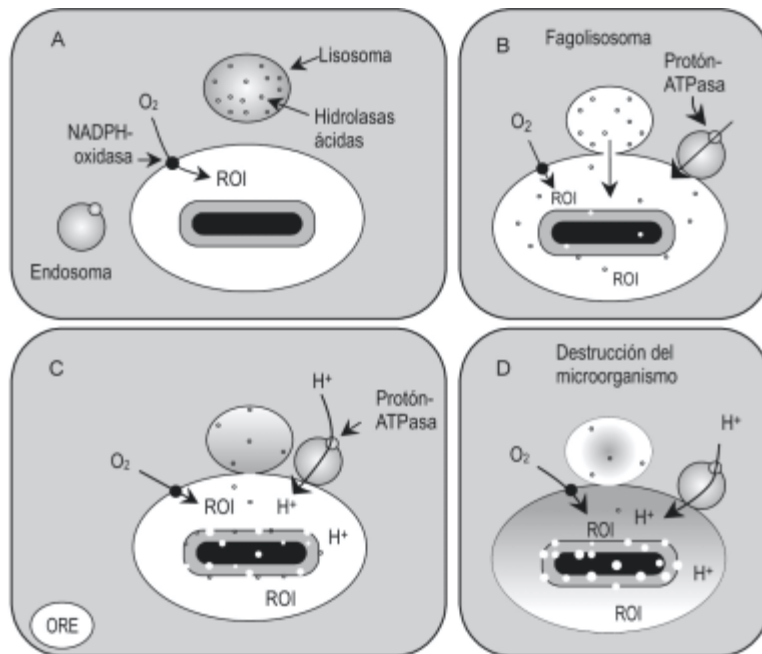 A
Lisosoma
O₂
Hidrolasas
ácidas
NADPH-
oxidasa
ROI
Endosoma
B
Fagolisosoma
Protón-
ATPasa
O₂
ROI
ROI
C
H⁺
Protón-
ATPasa
O₂
ROI
H⁺
H⁺
ROI
ORE
D
Destrucción del
microorganismo
H⁺
O₂
ROI
H⁺
H⁺
ROI